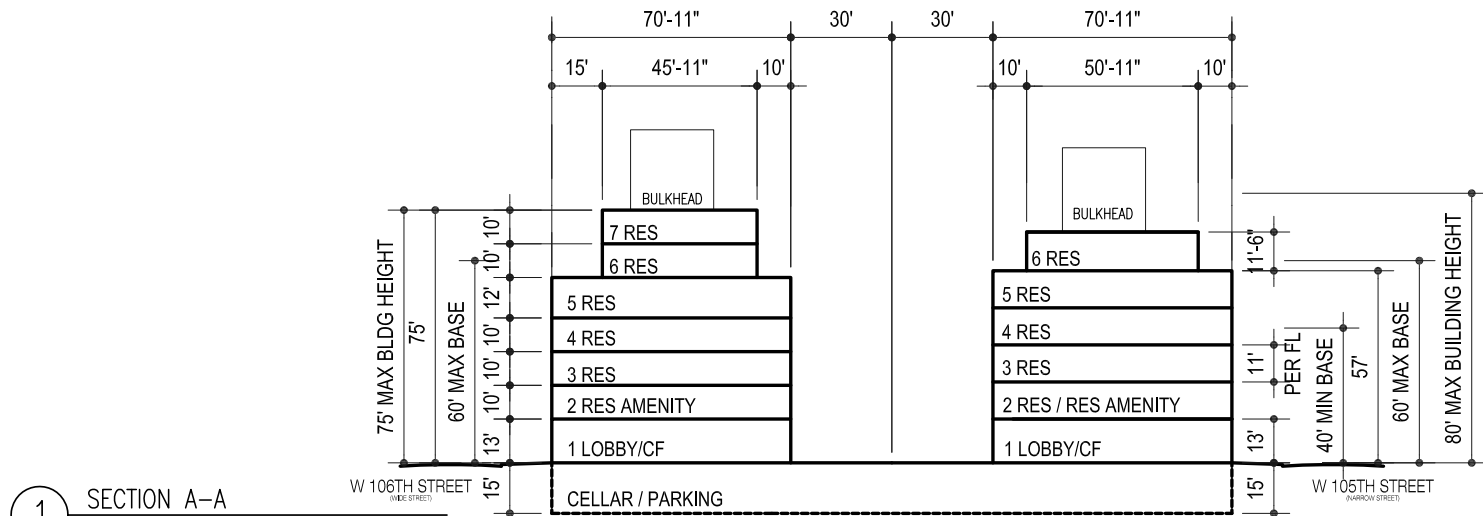 70'-11" 30' 30' 70'-11"
15' 45'-11" 10' 10' 50'-11" 10'
BULKHEAD
7 RES
6 RES
5 RES
4 RES
3 RES
2 RES AMENITY
1 LOBBY/CF
75' MAX BLDG HEIGHT
75'
60' MAX BASE
10'
10'
12'
10'
10'
10'
13'
15'
BULKHEAD
6 RES
5 RES
4 RES
3 RES
2 RES / RES AMENITY
1 LOBBY/CF
11'-6"
11'
PER FL
13'
15'
40' MIN BASE
57'
60' MAX BASE
80' MAX BUILDING HEIGHT
W 106TH STREET
(WIDE STREET)
CELLAR / PARKING
W 105TH STREET
(NARROW STREET)
1 SECTION A-A